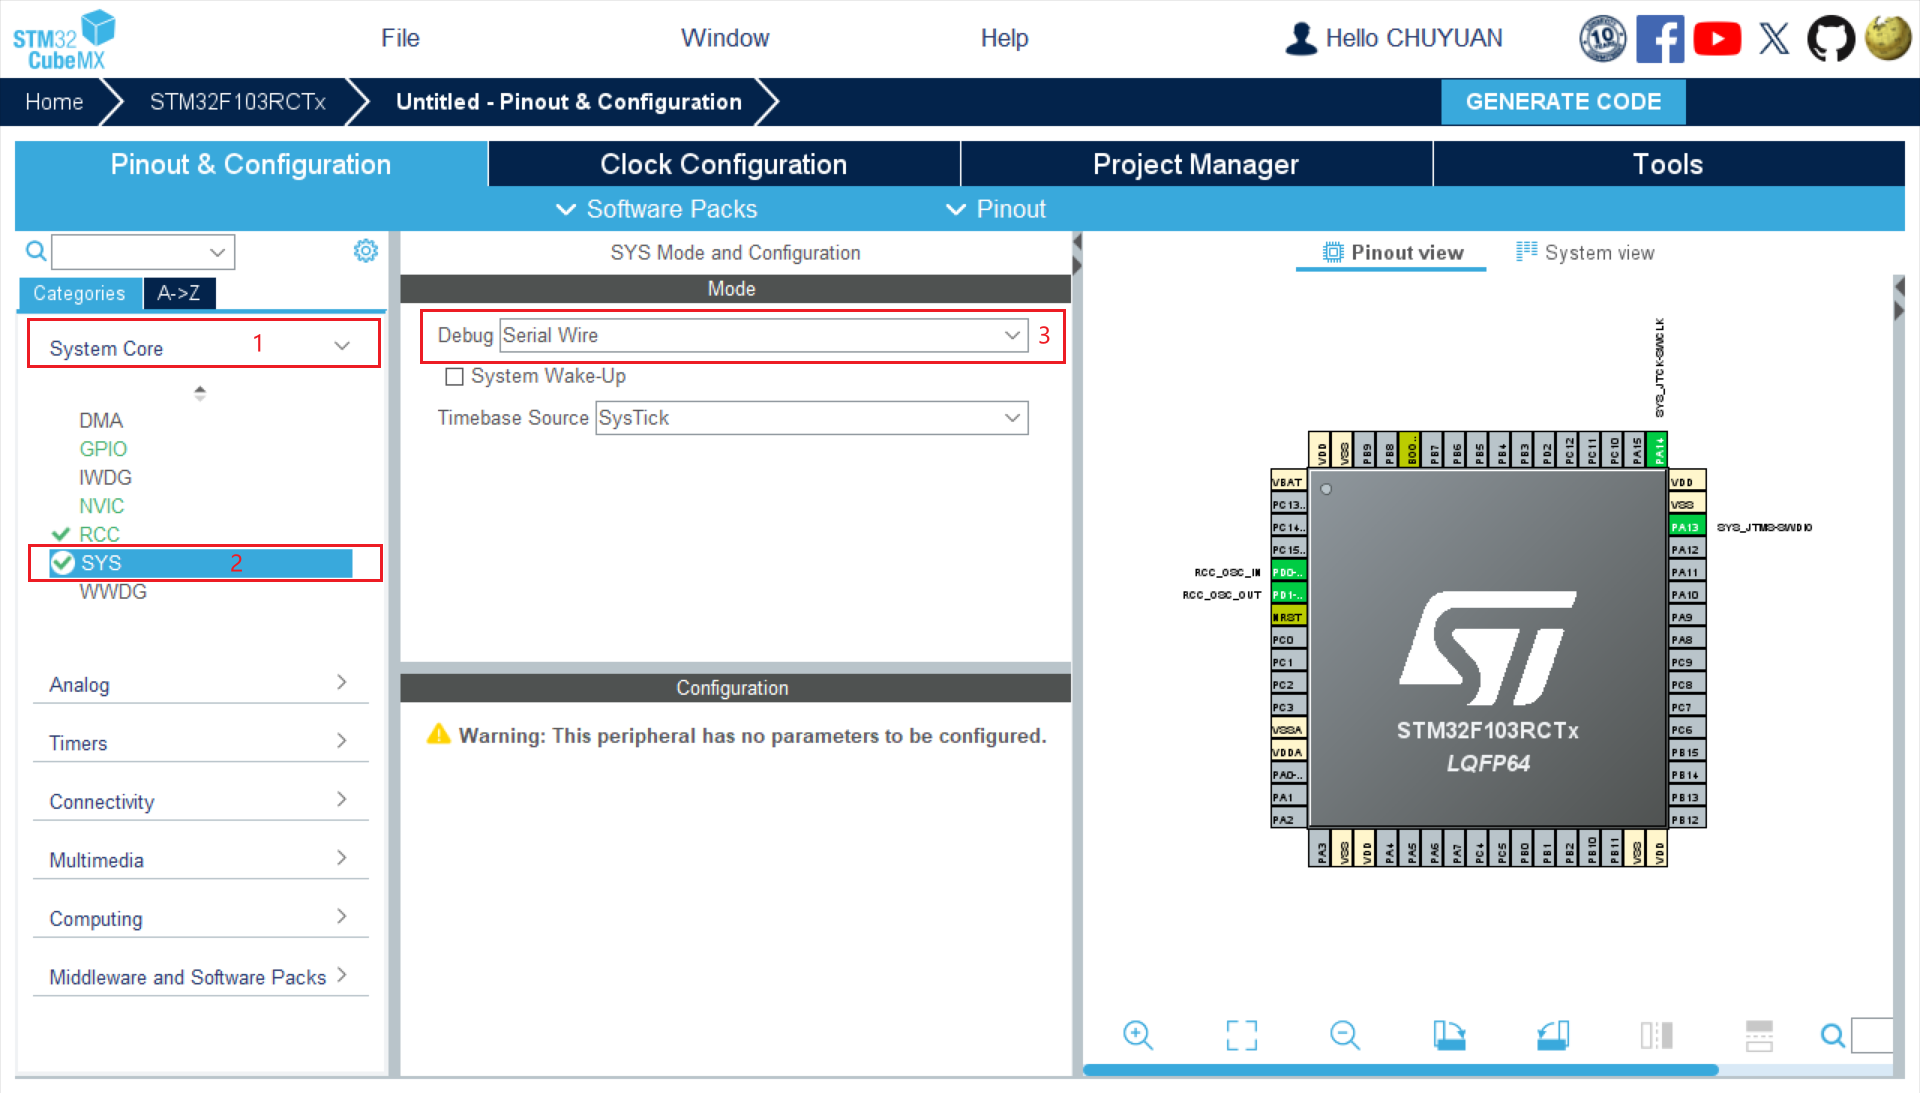 STM32
CubeMX
File
Window
Help
Hello CHUYUAN
10
Home
STM32F103RCTx
Untitled - Pinout & Configuration
GENERATE CODE
Pinout & Configuration
Clock Configuration
Project Manager
Tools
Software Packs
Pinout
Categories
A->Z
System Core
1
DMA
GPIO
IWDG
NVIC
RCC
SYS
2
WWDG
Analog
Timers
Connectivity
Multimedia
Computing
Middleware and Software Packs
SYS Mode and Configuration
Mode
Debug
Serial Wire
3
System Wake-Up
Timebase Source
SysTick
Configuration
Warning: This peripheral has no parameters to be configured.
Pinout view
System view
SYS_JTCK-SWCLK
VDD
VSS
PB9
PB8
BOO..
PB7
PB6
PB5
PB4
PB3
PD2
PC12
PC11
PC10
PA15
PA14
VBAT
PC13..
PC14..
PC15..
RCC_OSC_IN
PD0-..
RCC_OSC_OUT
PD1-..
NRST
PC0
PC1
PC2
PC3
VSSA
VDDA
PA0-..
PA1
PA2
STM32F103RCTx
LQFP64
VDD
VSS
PA13
SYS_JTMS-SWDIO
PA12
PA11
PA10
PA9
PA8
PC9
PC8
PC7
PC6
PB15
PB14
PB13
PB12
PA3
VSS
VDD
PA4
PA5
PA6
PA7
PC4
PC5
PB0
PB1
PB2
PB10
PB11
VSS
VDD